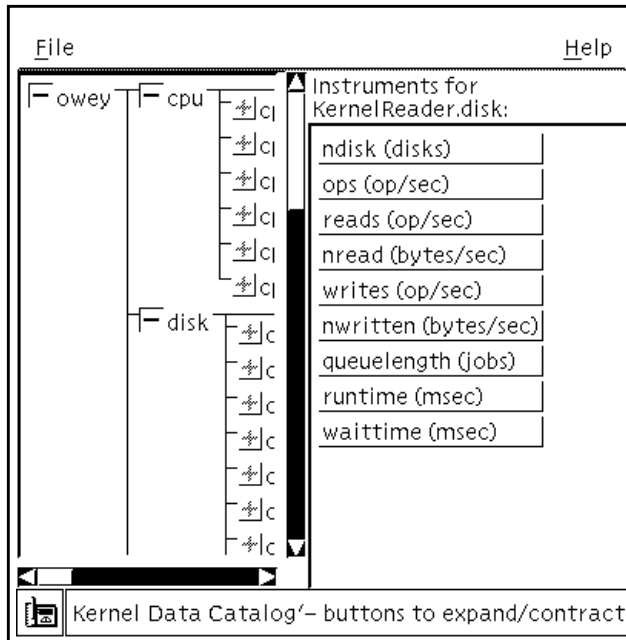 File
Help
owey
cpu
disk
Instruments for
KernelReader.disk:
ndisk (disks)
ops (op/sec)
reads (op/sec)
nread (bytes/sec)
writes (op/sec)
nwritten (bytes/sec)
queuelength (jobs)
runtime (msec)
waittime (msec)
Kernel Data Catalog'– buttons to expand/contract